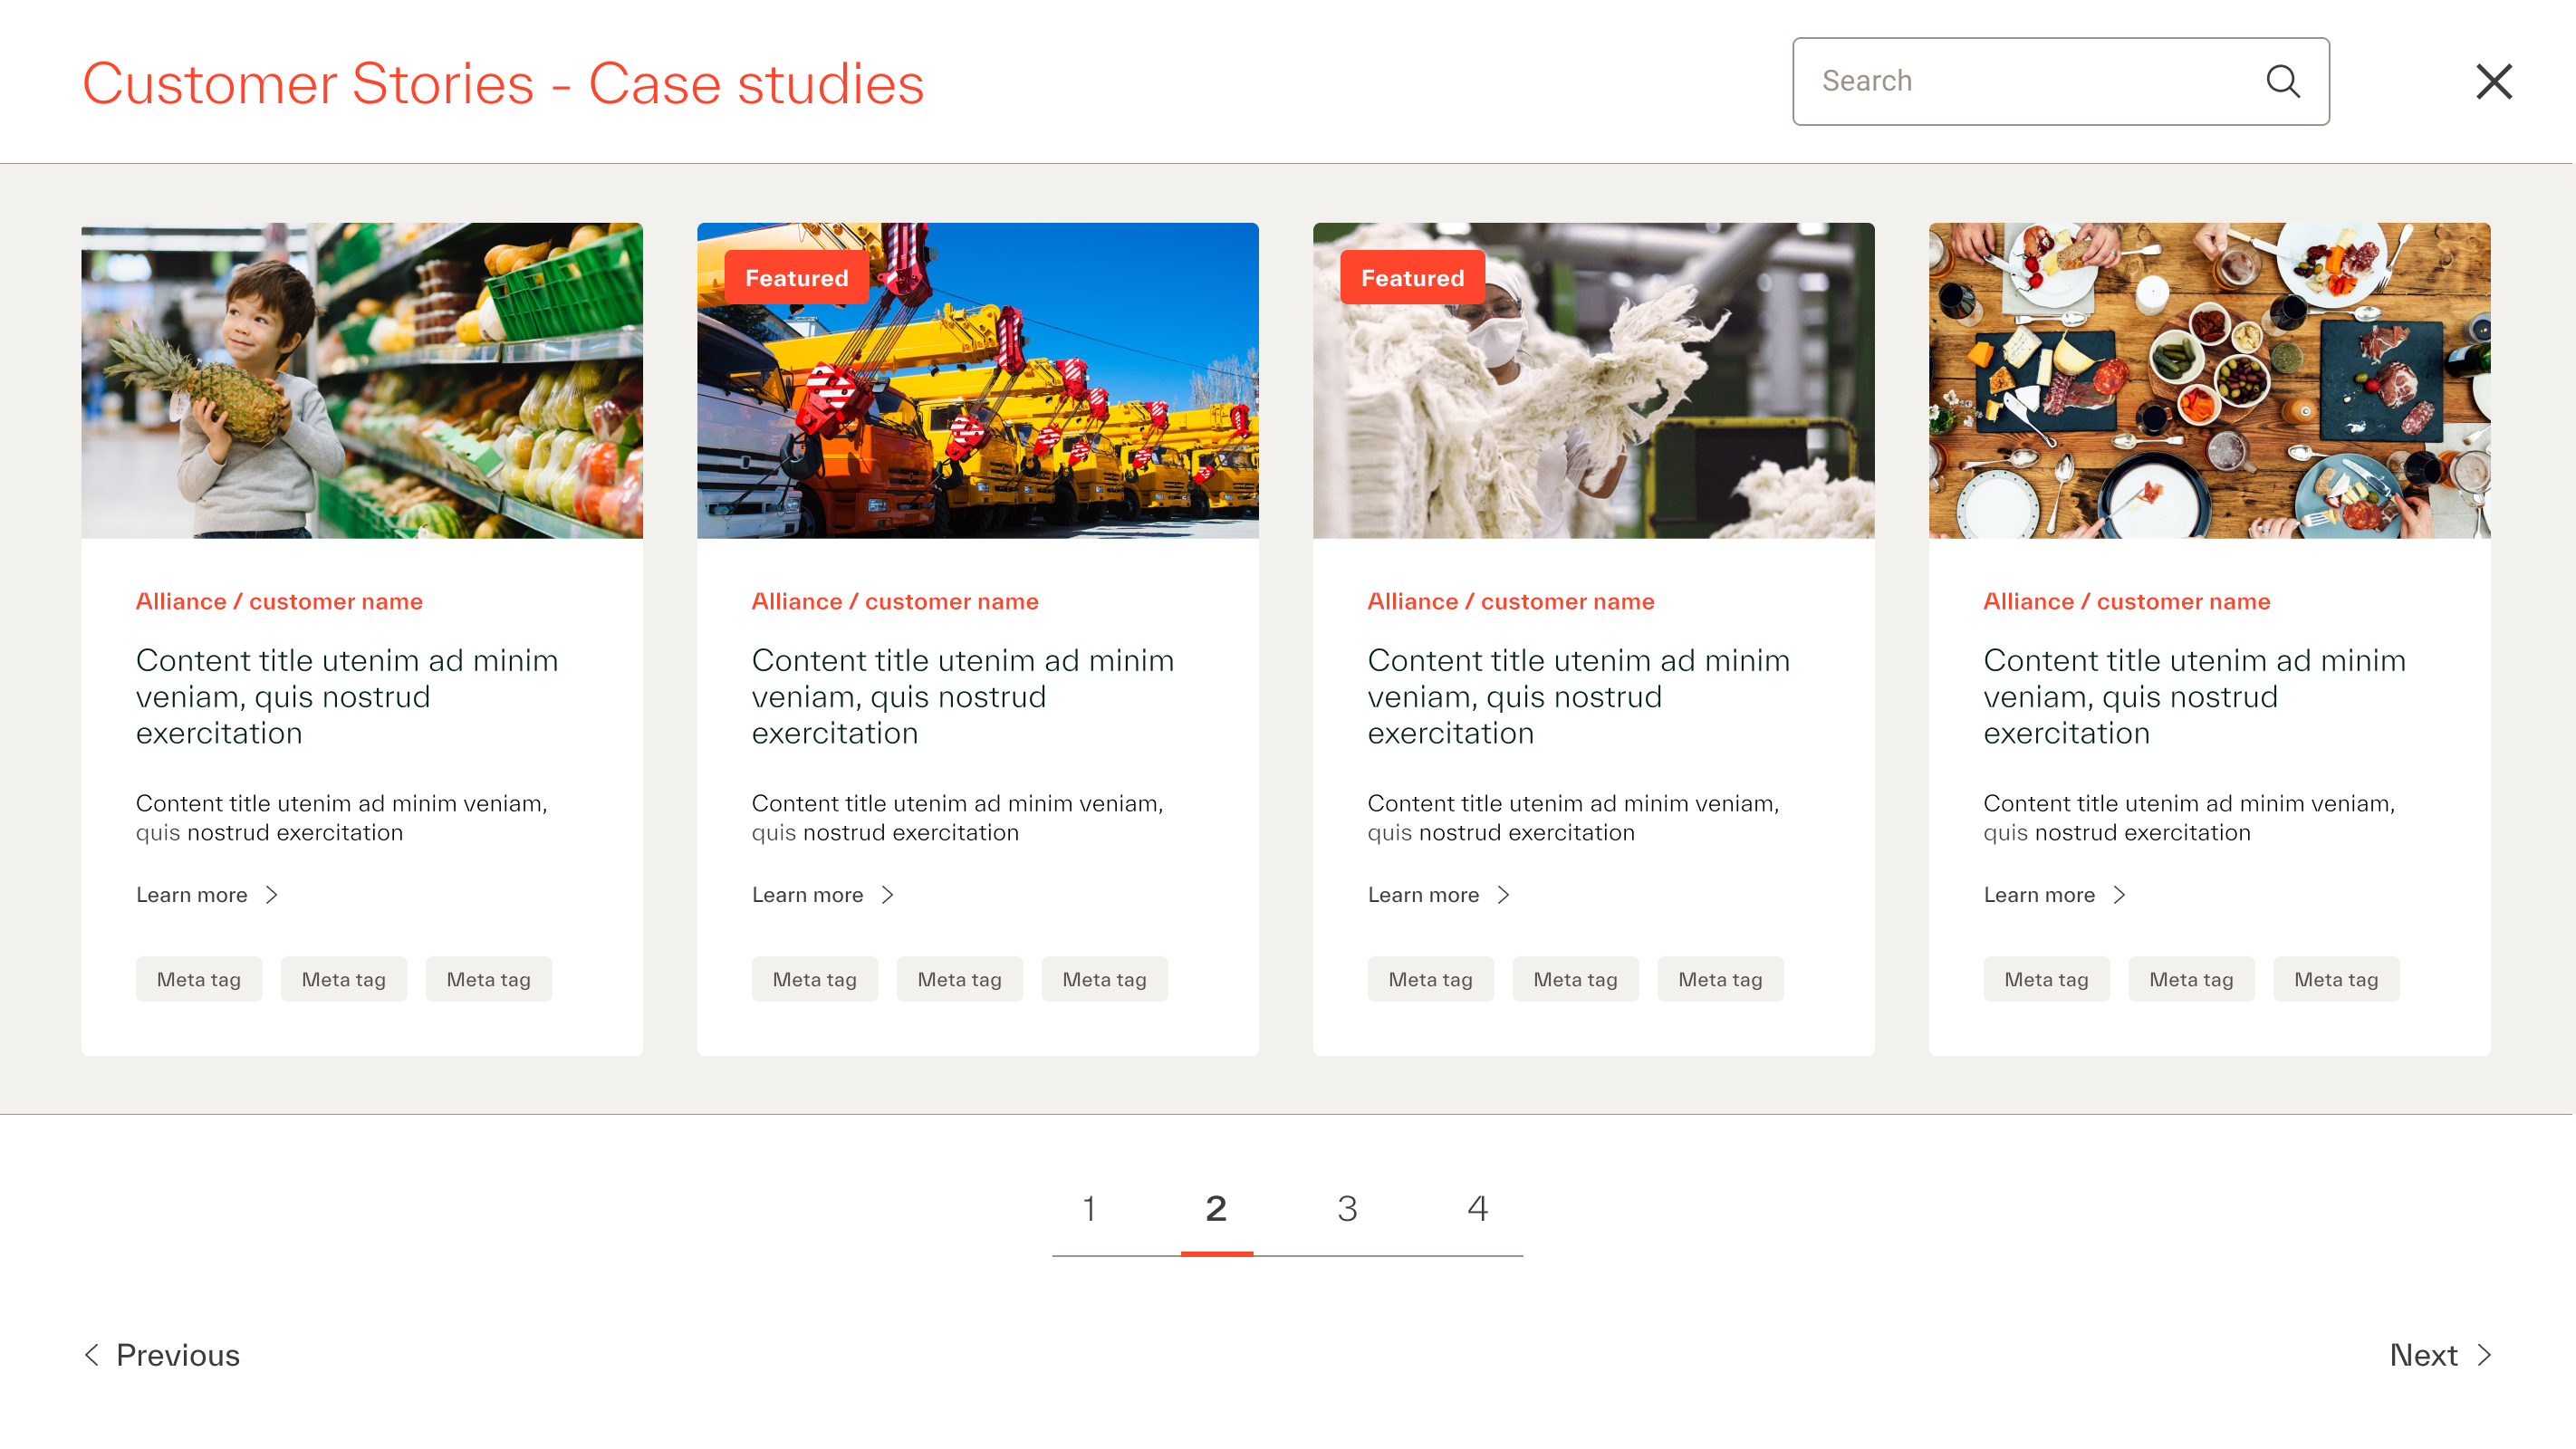 Customer Stories - Case studies
Search
Featured
Featured
Alliance / customer name
Content title utenim ad minim
veniam, quis nostrud
exercitation
Content title utenim ad minim veniam,
quis nostrud exercitation
Learn more
Meta tag Meta tag Meta tag
Alliance / customer name
Content title utenim ad minim
veniam, quis nostrud
exercitation
Content title utenim ad minim veniam,
quis nostrud exercitation
Learn more
Meta tag Meta tag Meta tag
Alliance / customer name
Content title utenim ad minim
veniam, quis nostrud
exercitation
Content title utenim ad minim veniam,
quis nostrud exercitation
Learn more
Meta tag Meta tag Meta tag
Alliance / customer name
Content title utenim ad minim
veniam, quis nostrud
exercitation
Content title utenim ad minim veniam,
quis nostrud exercitation
Learn more
Meta tag Meta tag Meta tag
1 2 3 4
Previous
Next